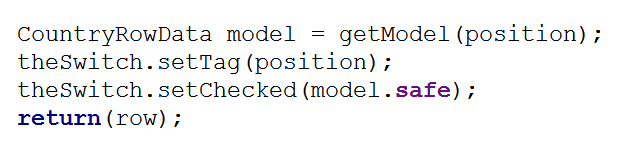 CountryRowData model = getModel(position);
theSwitch.setTag(position);
theSwitch.setChecked(model.safe);
return(row);